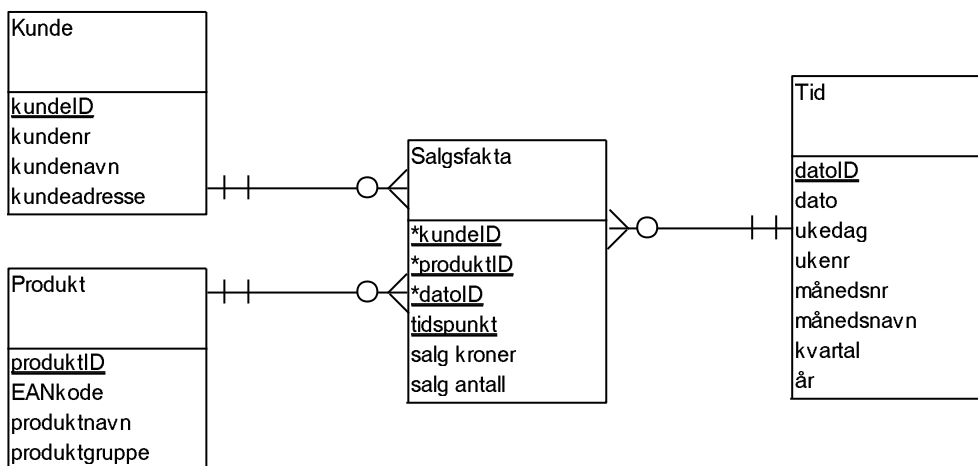 Kunde
kundeID
kundenr
kundenavn
kundeadresse
Produkt
produktID
EANkode
produktnavn
produktgruppe
Salgsfakta
*kundeID
*produktID
*datoID
tidspunkt
salg kroner
salg antall
Tid
datoID
dato
ukedag
ukenr
månedsnr
månedsnavn
kvartal
år